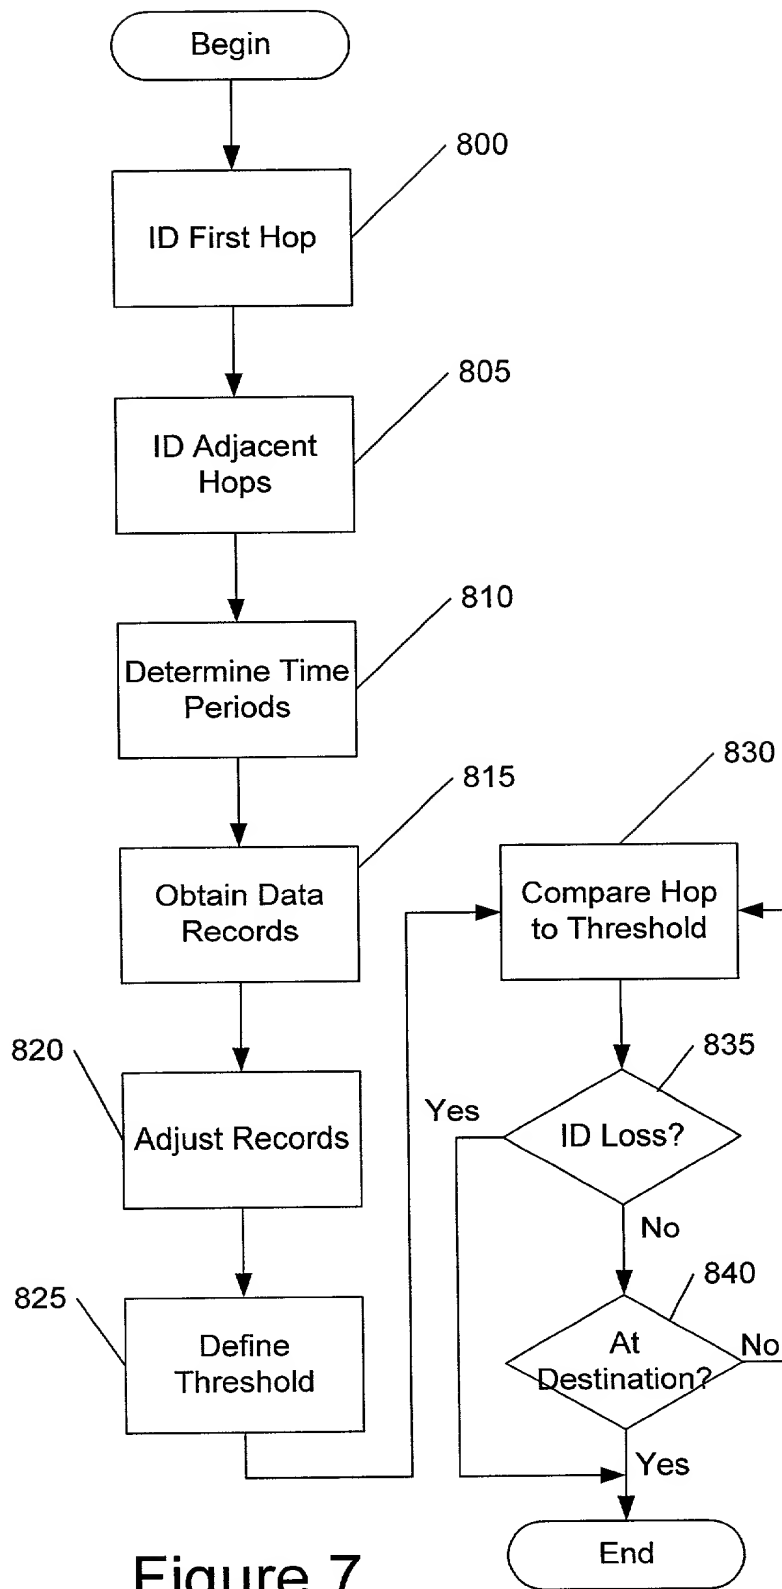 Begin
800
ID First Hop
805
ID Adjacent
Hops
810
Determine Time
Periods
815
Obtain Data
Records
820
Adjust Records
825
Define
Threshold
830
Compare Hop
to Threshold
835
ID Loss?
Yes
No
840
At
Destination?
No
Yes
End
Figure 7